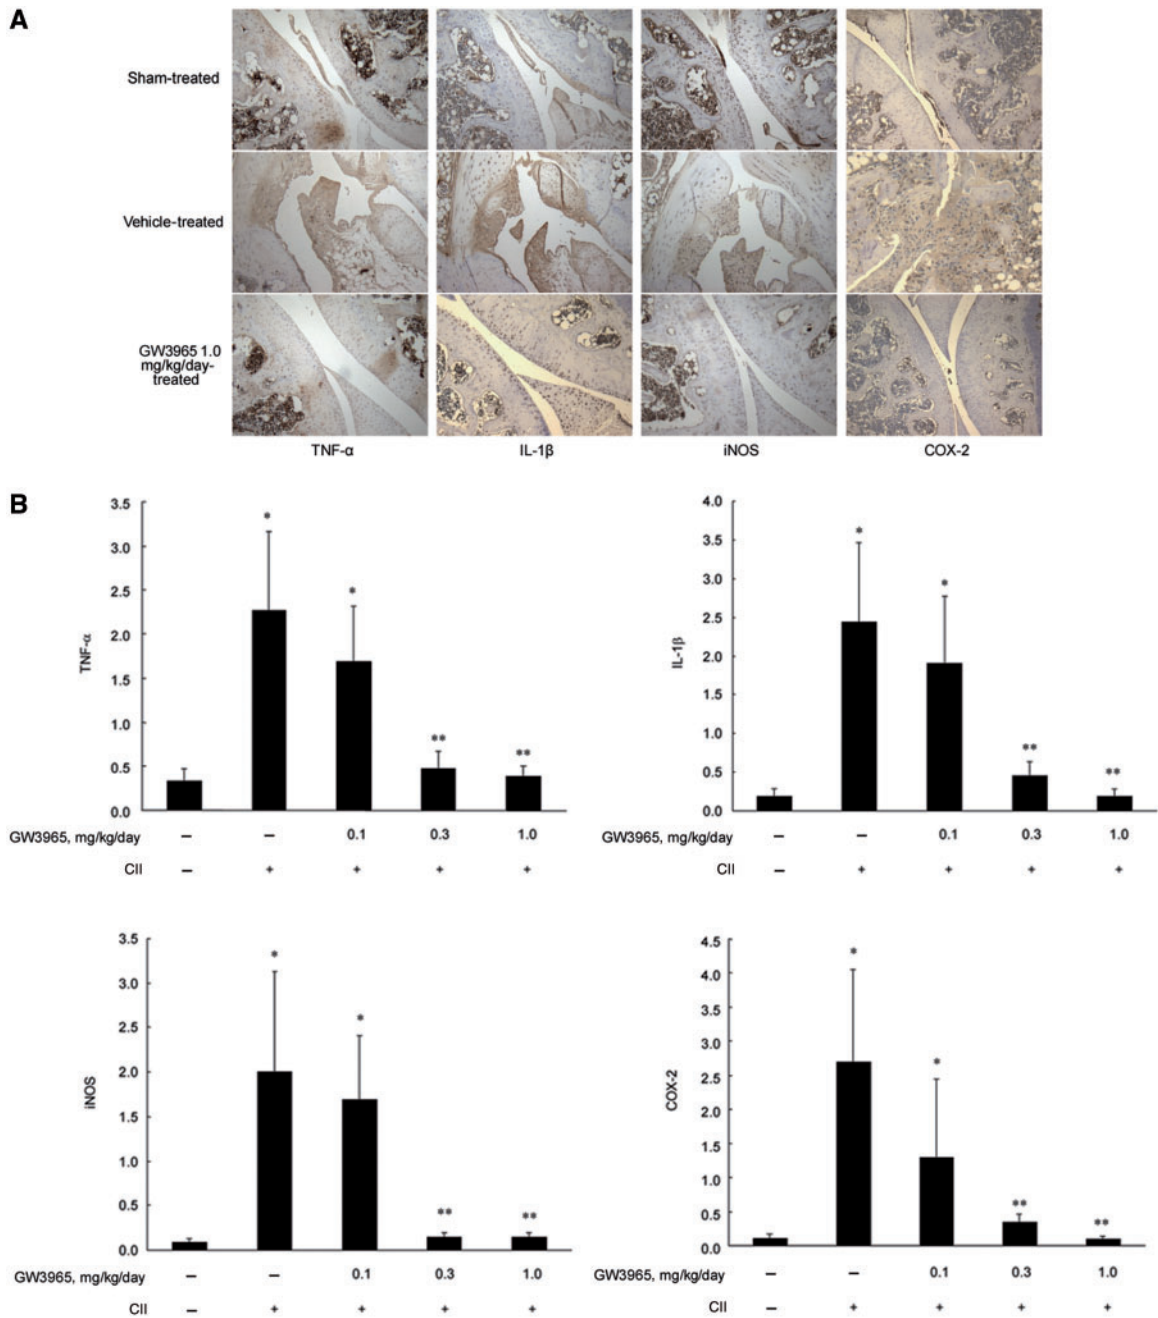 A
Sham-treated
Vehicle-treated
GW3965 1.0
mg/kg/day-
treated
TNF-α IL-1β iNOS COX-2
B
3.5
3.0
2.5
2.0
1.5
1.0
0.5
0.0
TNF-α
* * ** **
GW3965, mg/kg/day – – 0.1 0.3 1.0
CII – + + + +
4.0
3.5
3.0
2.5
2.0
1.5
1.0
0.5
0.0
IL-1β
* * ** **
GW3965, mg/kg/day – – 0.1 0.3 1.0
CII – + + + +
3.5
3.0
2.5
2.0
1.5
1.0
0.5
0.0
iNOS
* * ** **
GW3965, mg/kg/day – – 0.1 0.3 1.0
CII – + + + +
4.5
4.0
3.5
3.0
2.5
2.0
1.5
1.0
0.5
0.0
COX-2
* * ** **
GW3965, mg/kg/day – – 0.1 0.3 1.0
CII – + + + +